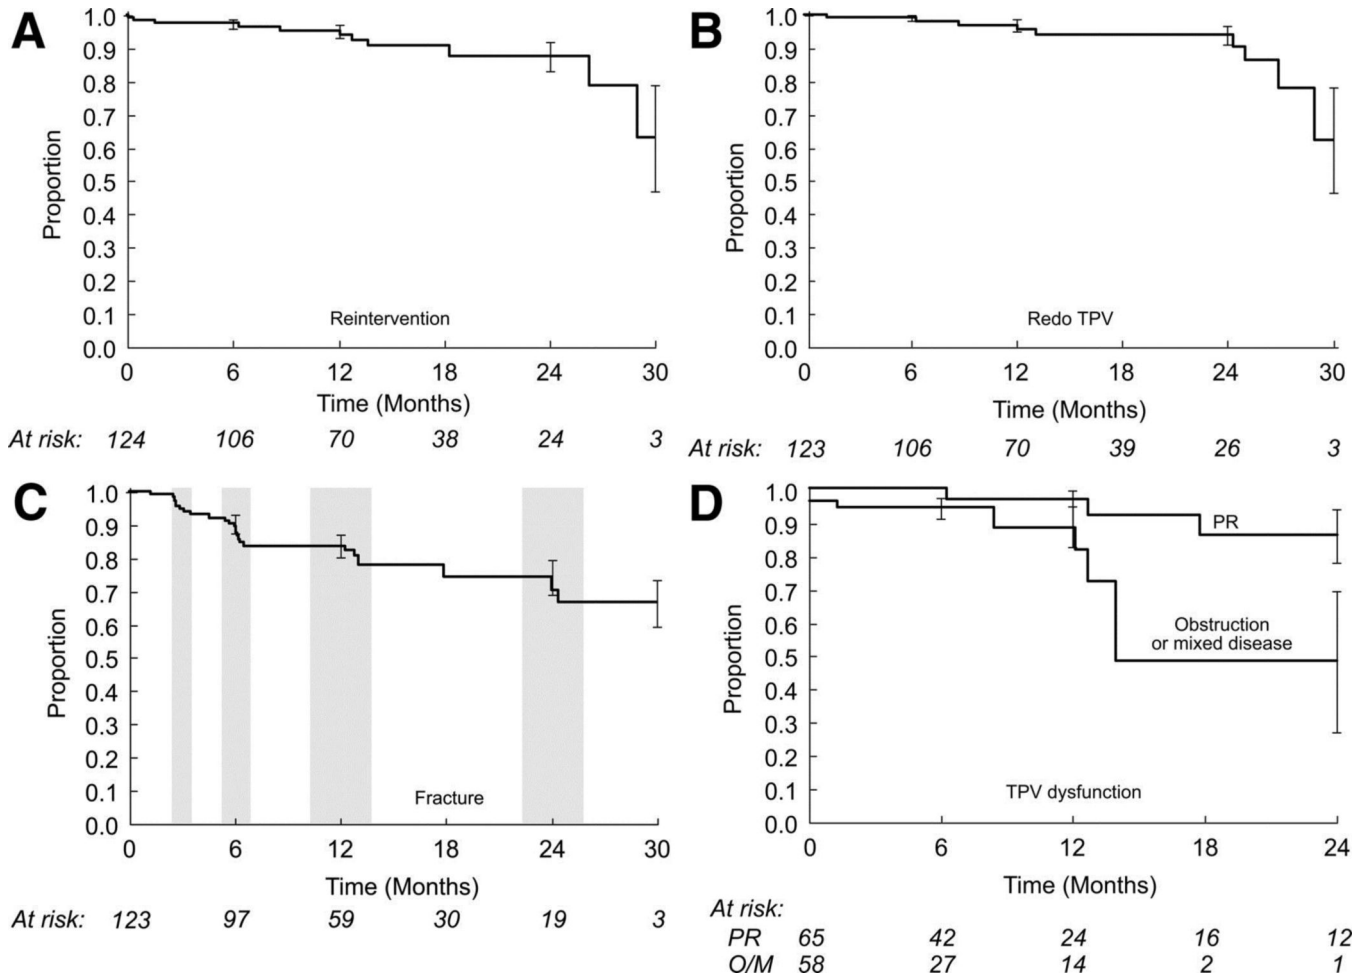 A
1.0
0.9
0.8
0.7
0.6
0.5
0.4
0.3
0.2
0.1
0.0
Proportion
Reintervention
0 6 12 18 24 30
Time (Months)
At risk: 124 106 70 38 24 3
B
1.0
0.9
0.8
0.7
0.6
0.5
0.4
0.3
0.2
0.1
0.0
Proportion
Redo TPV
0 6 12 18 24 30
Time (Months)
At risk: 123 106 70 39 26 3
C
1.0
0.9
0.8
0.7
0.6
0.5
0.4
0.3
0.2
0.1
0.0
Proportion
Fracture
0 6 12 18 24 30
Time (Months)
At risk: 123 97 59 30 19 3
D
1.0
0.9
0.8
0.7
0.6
0.5
0.4
0.3
0.2
0.1
0.0
Proportion
PR
Obstruction
or mixed disease
TPV dysfunction
0 6 12 18 24
Time (Months)
At risk:
PR 65 42 24 16 12
O/M 58 27 14 2 1